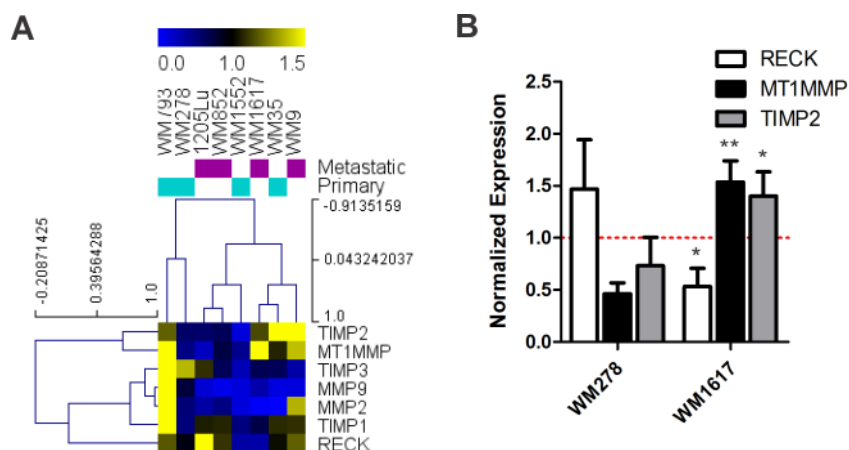 A
0.0 1.0 1.5
WM793
WM278
1205Lu
WM852
WM1552
WM1617
WM35
WM9
Metastatic
Primary
-0.9135159
0.043242037
1.0
-0.20871425
0.39564288
1.0
TIMP2
MT1MMP
TIMP3
MMP9
MMP2
TIMP1
RECK
B
RECK
MT1MMP
TIMP2
Normalized Expression
2.5
2.0
1.5
1.0
0.5
0.0
*
**
*
WM278
WM1617